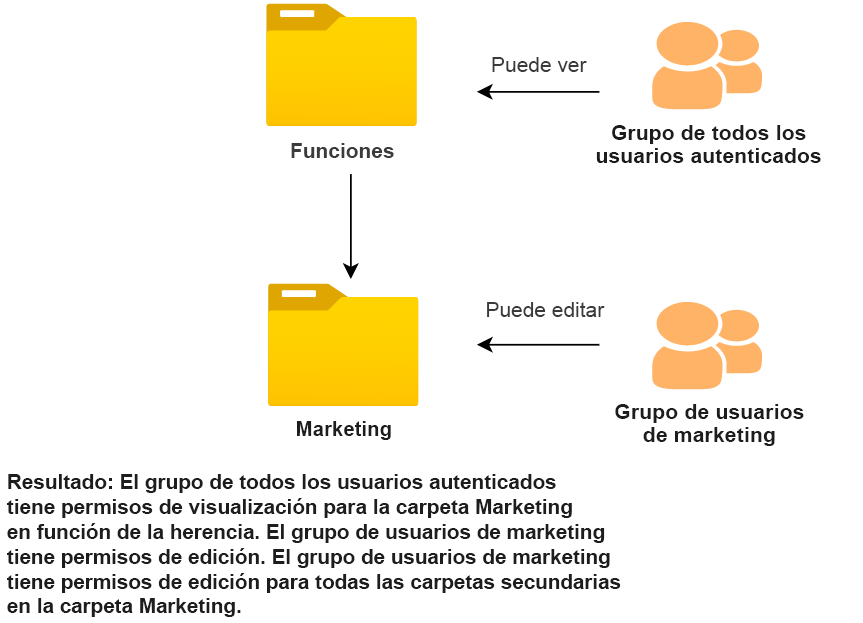 Puede ver
Grupo de todos los
usuarios autenticados
Funciones
Puede editar
Grupo de usuarios
de marketing
Marketing
Resultado: El grupo de todos los usuarios autenticados
tiene permisos de visualización para la carpeta Marketing
en función de la herencia. El grupo de usuarios de marketing
tiene permisos de edición. El grupo de usuarios de marketing
tiene permisos de edición para todas las carpetas secundarias
en la carpeta Marketing.